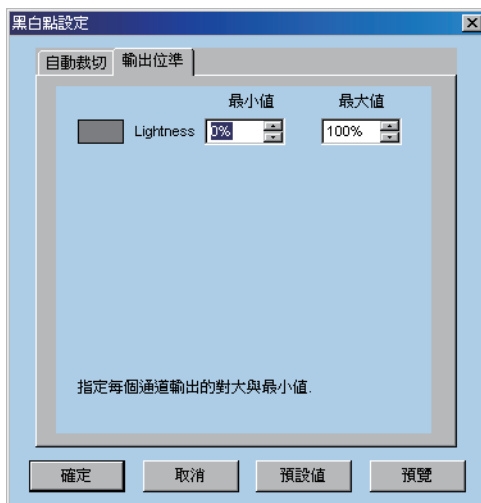 黑白點設定
自動裁切 輸出位準
最小值 最大值
Lightness 0% 100%
指定每個通道輸出的對大與最小值.
確定 取消 預設值 預覽